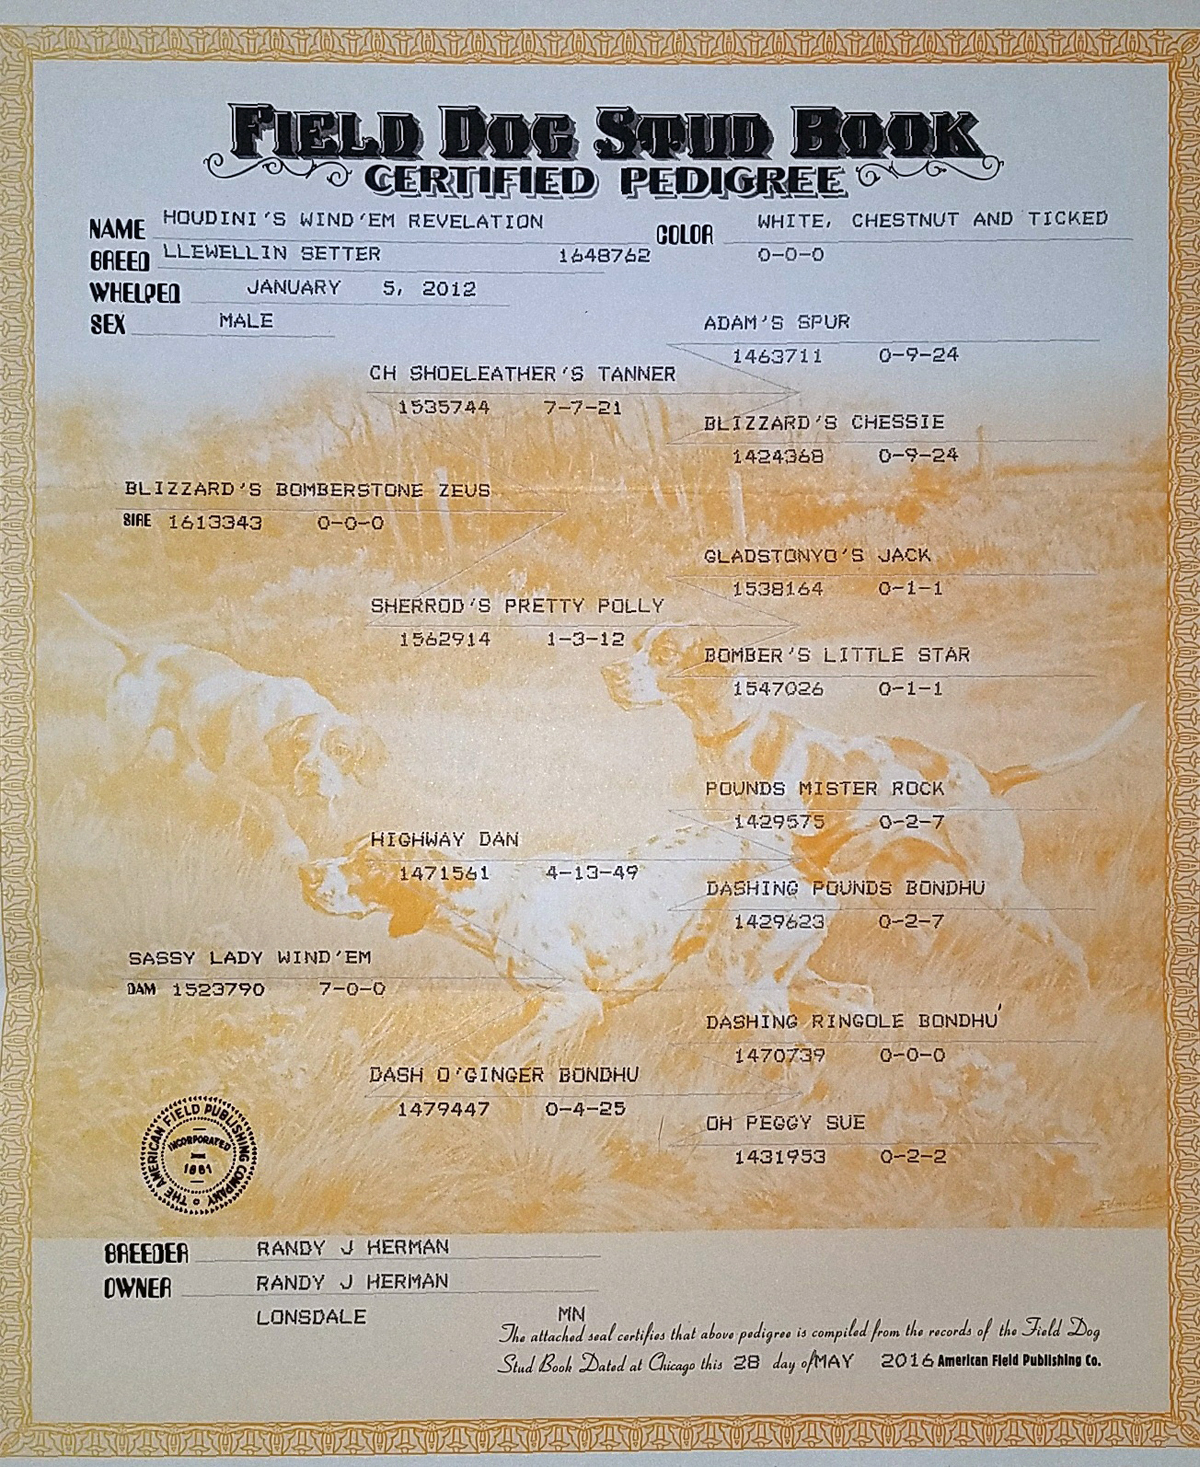 FIELD DOG STUD BOOK
CERTIFIED PEDIGREE
NAME HOUDINI'S WIND'EM REVELATION COLOR WHITE, CHESTNUT AND TICKED
BREED LLEWELLIN SETTER 1648762 0-0-0
WHELPED JANUARY 5, 2012
SEX MALE
ADAM'S SPUR
1463711 0-9-24
CH SHOELEATHER'S TANNER
1535744 7-7-21
BLIZZARD'S CHESSIE
1424368 0-9-24
BLIZZARD'S BOMBERSTONE ZEUS
SIRE 1613343 0-0-0
GLADSTONYO'S JACK
1538164 0-1-1
SHERROD'S PRETTY POLLY
1562914 1-3-12
BOMBER'S LITTLE STAR
1547026 0-1-1
POUNDS MISTER ROCK
1429575 0-2-7
HIGHWAY DAN
1471561 4-13-49
DASHING POUNDS BONDHU
1429623 0-2-7
SASSY LADY WIND'EM
DAM 1523790 7-0-0
DASHING RINGOLE BONDHU'
1470739 0-0-0
DASH O'GINGER BONDHU
1479447 0-4-25
OH PEGGY SUE
1431953 0-2-2
THE AMERICAN FIELD PUBLISHING COMPANY
INCORPORATED
1881
BREEDER RANDY J HERMAN
OWNER RANDY J HERMAN
LONSDALE MN
The attached seal certifies that above pedigree is compiled from the records of the Field Dog
Stud Book Dated at Chicago this 28 day of MAY 2016 American Field Publishing Co.